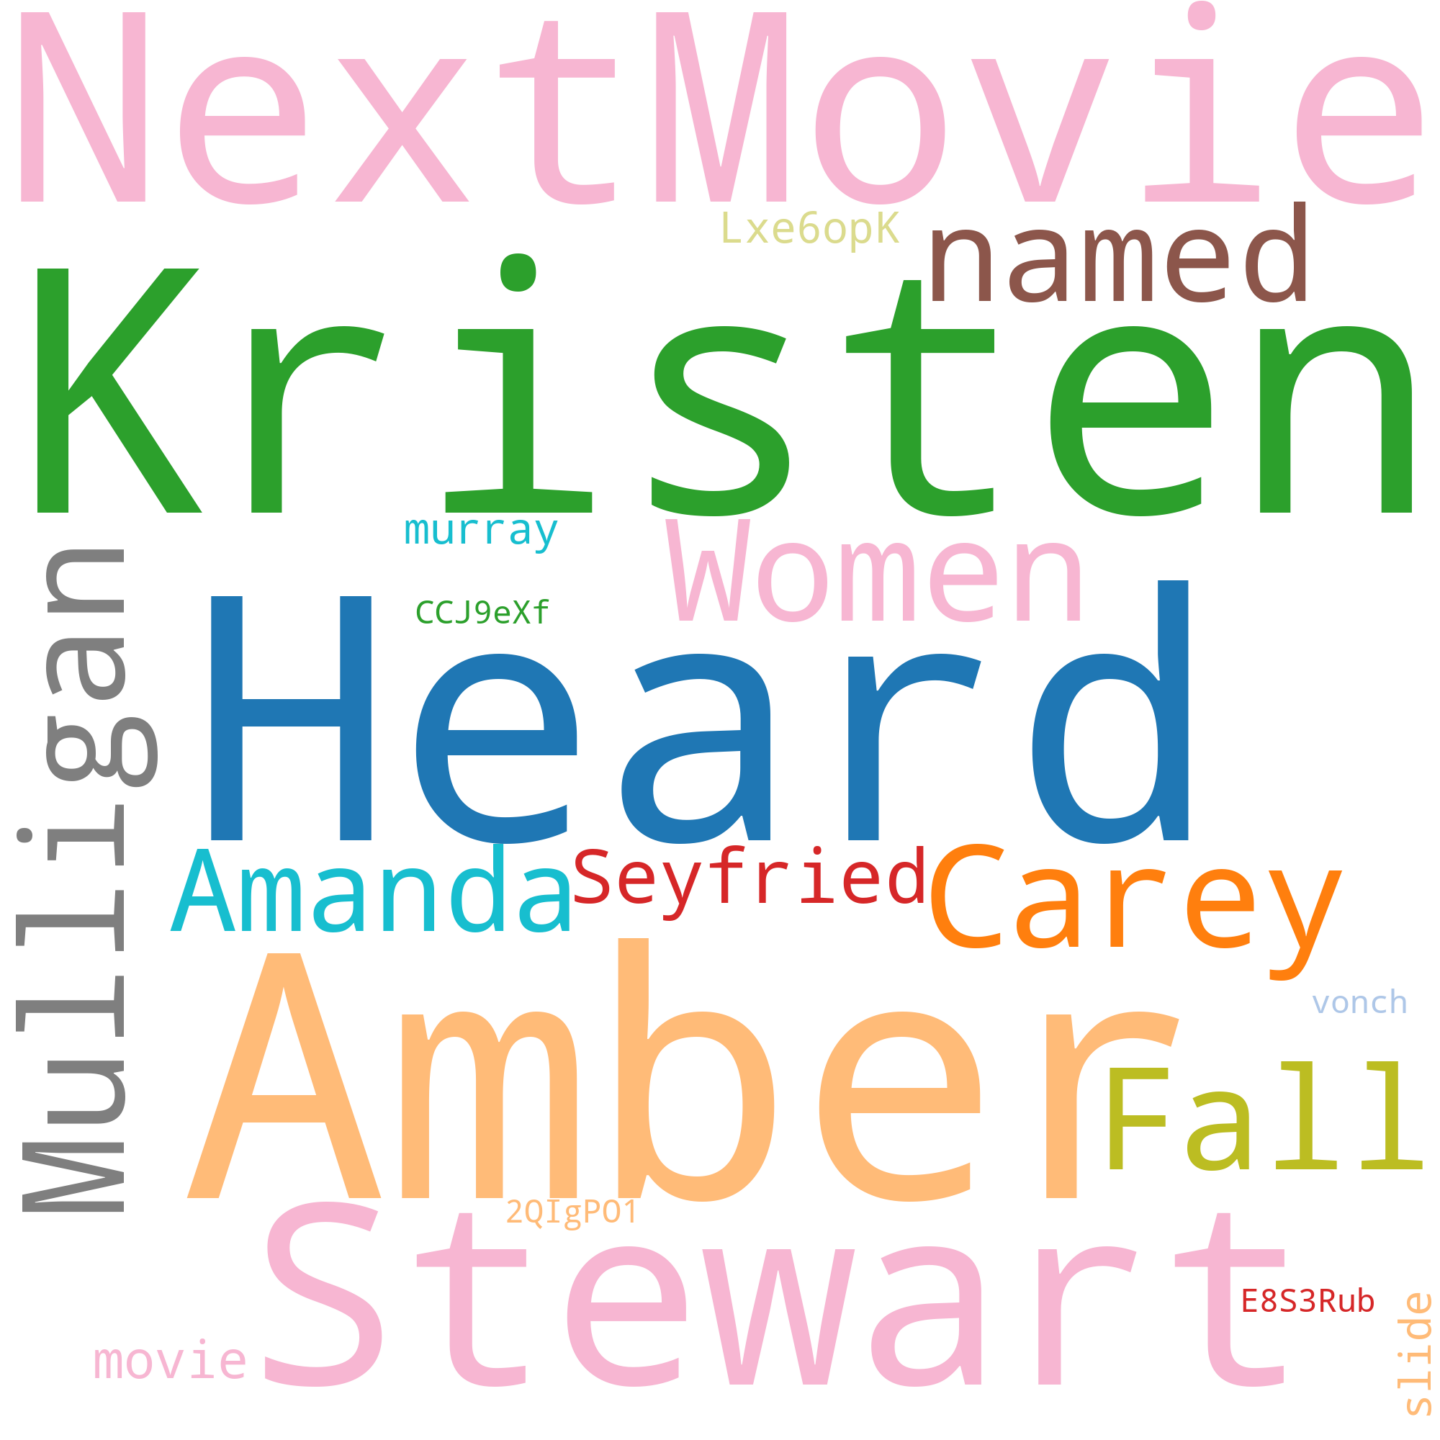 NextMovie
Lxe6opK
named
Kristen
murray
Women
CCJ9eXf
Mulligan
Heard
Amanda
Seyfried
Carey
Amber
vonch
Fall
2QIgPO1
Stewart
E8S3Rub
movie
slide